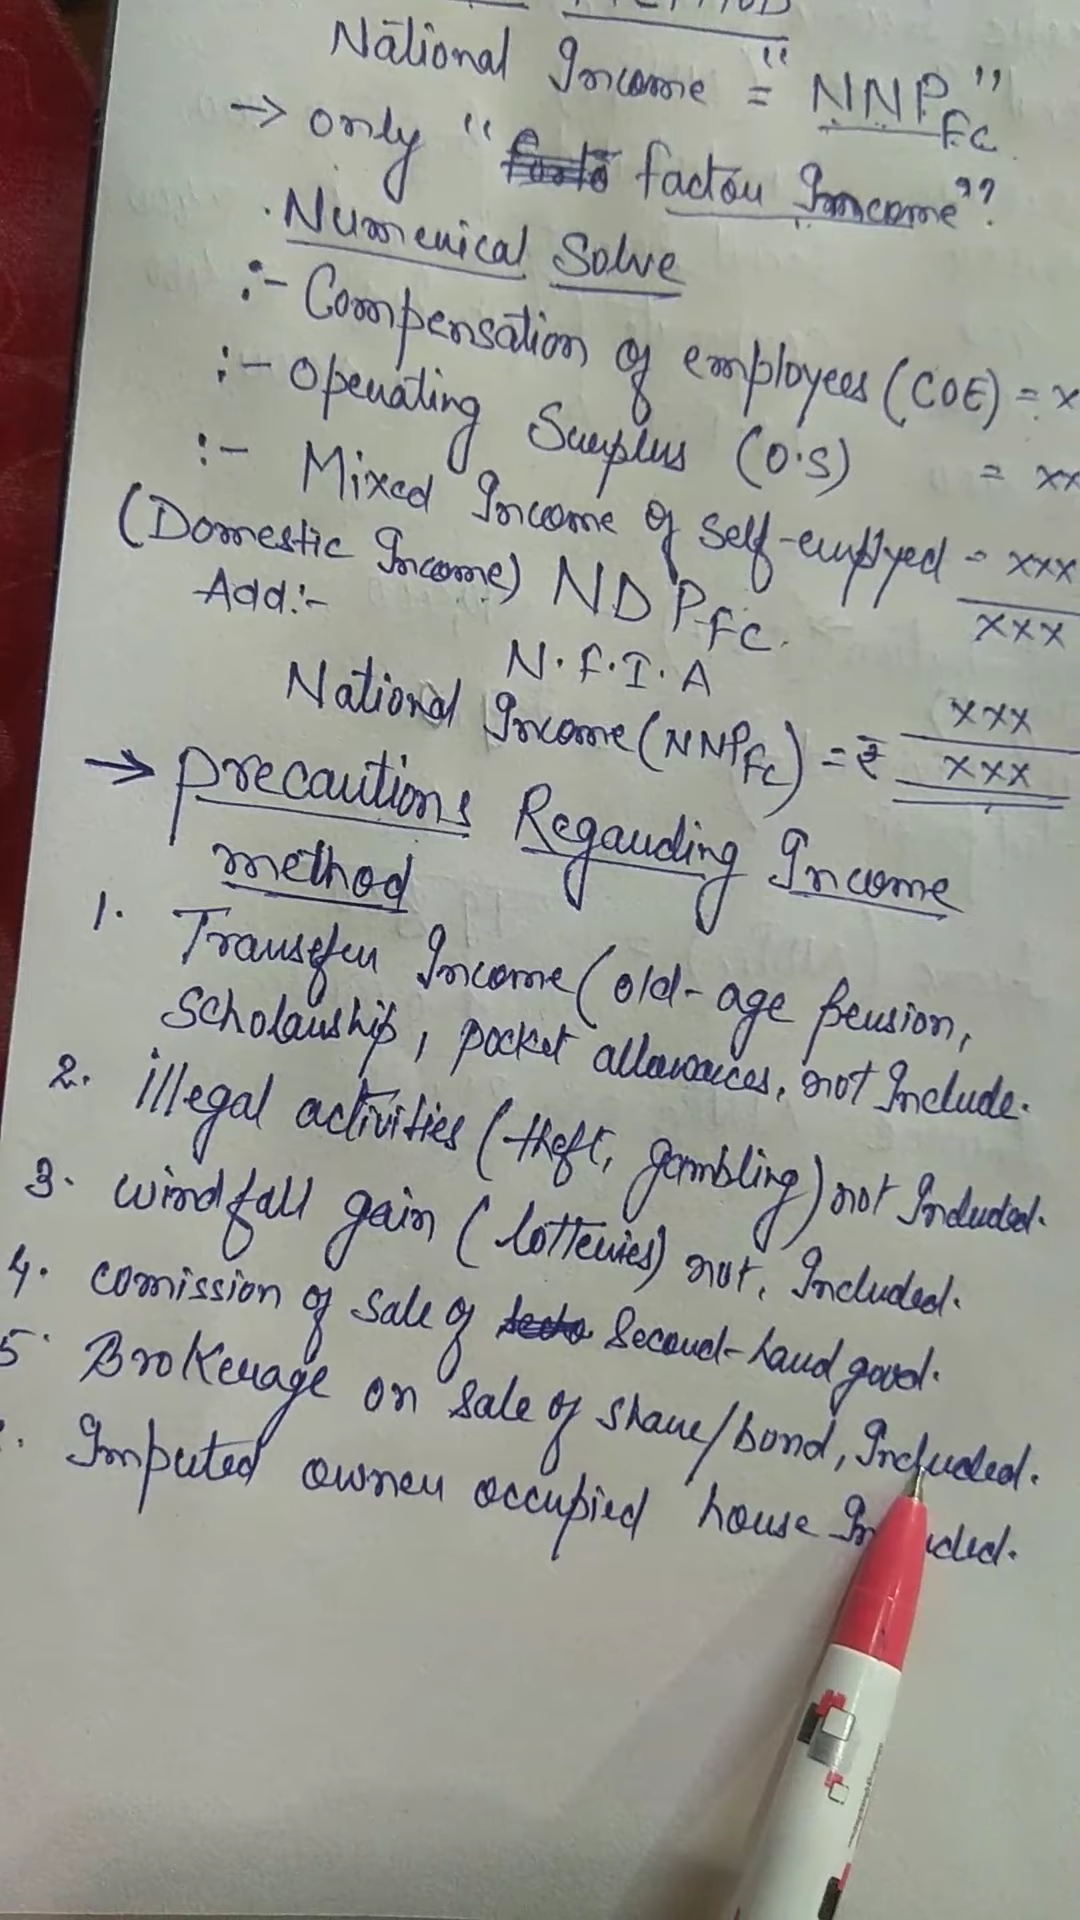 METHOD
National Income = "NNPFC"
→ only " factor Income"
Numerical Solve
:- Compensation of employees (COE) = x
:- Operating Surplus (O.S) = xx
:- Mixed Income of Self-emplyed = xxx
(Domestic Income) NDPFC. xxx
Add:- N.F.I.A xxx
National Income (NNPFC) = ₹ xxx
→ Precautions Regarding Income
method
1. Transfer Income (old-age pension,
Scholarship, pocket allowances, not Include.
2. illegal activities (theft, gambling) not Included.
3. windfall gain (lotteries) not, Included.
4. comission of sale of Second-hand good.
5. Brokerage on sale of share/bond, Included.
Imputed owner occupied house Included.